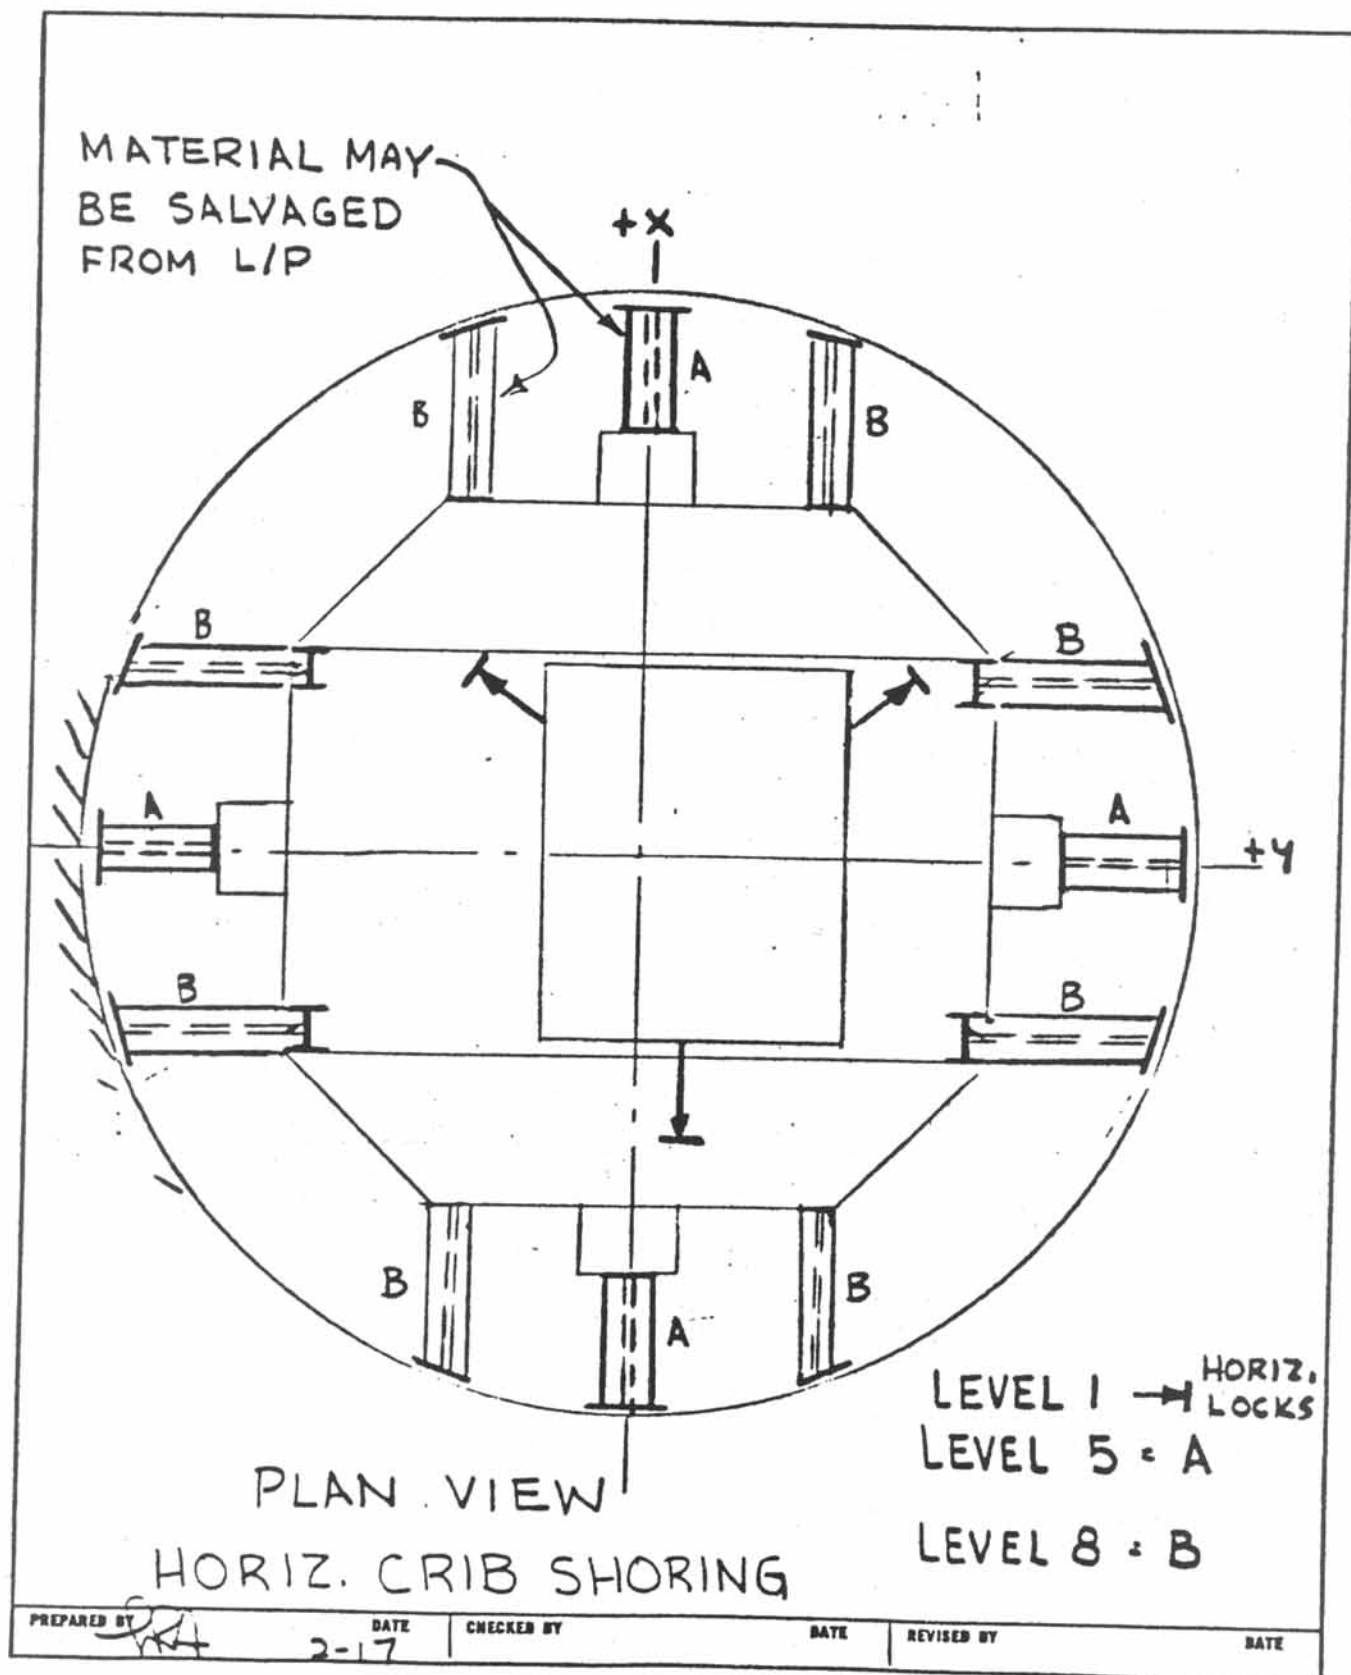 MATERIAL MAY
BE SALVAGED
FROM L/P
+X
A
B
B
B
B
A
A
+Y
B
B
B
B
A
LEVEL 1 HORIZ.
LOCKS
LEVEL 5 = A
PLAN VIEW
LEVEL 8 = B
HORIZ. CRIB SHORING
PREPARED BY DATE CHECKED BY DATE REVISED BY DATE
2-17